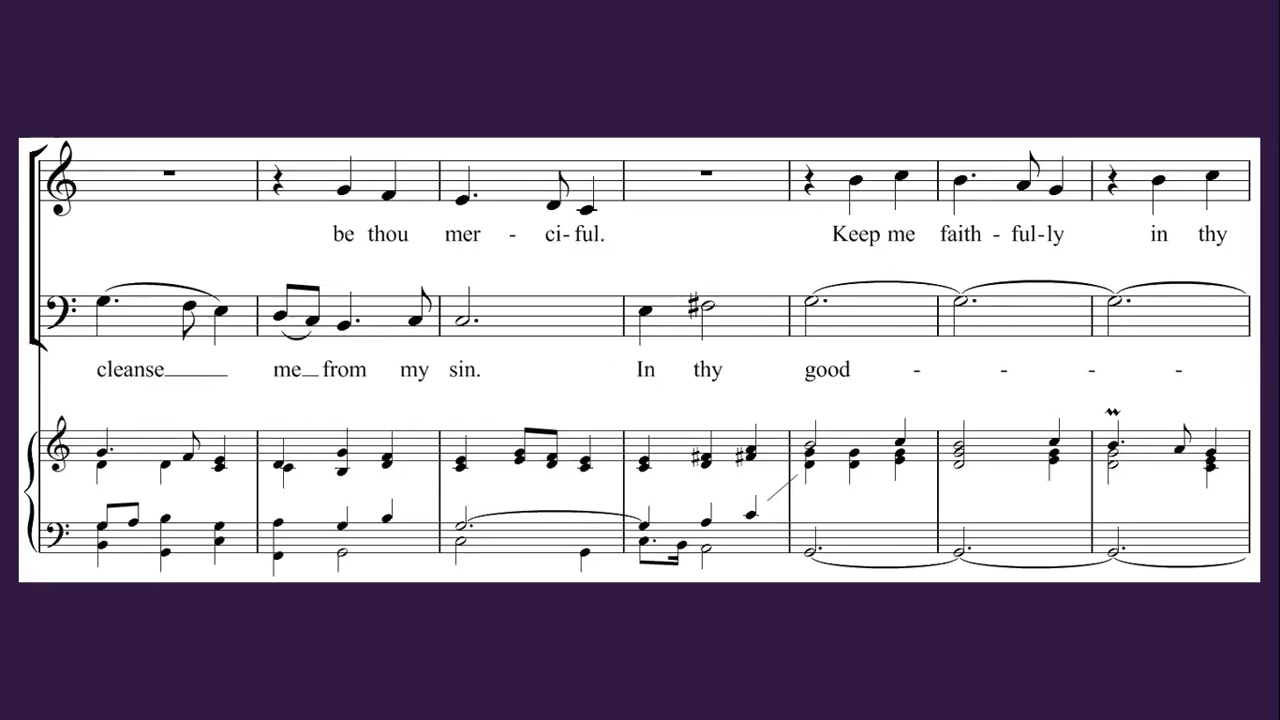 be thou mer - ci - ful. Keep me faith - ful - ly in thy
cleanse me from my sin. In thy good - - - -